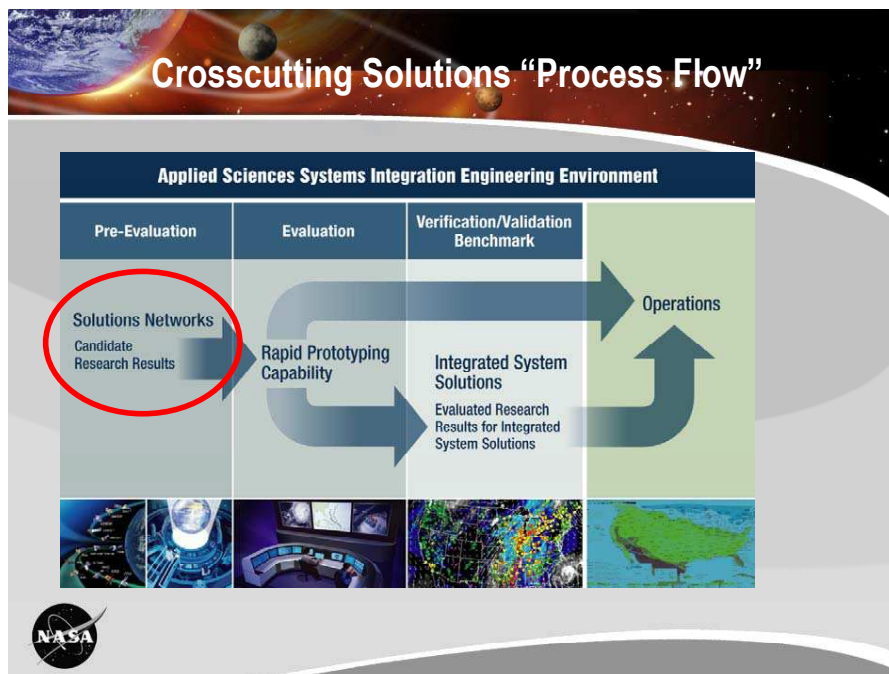 Crosscutting Solutions “Process Flow”
Applied Sciences Systems Integration Engineering Environment
Pre-Evaluation
Evaluation
Verification/Validation
Benchmark
Solutions Networks
Candidate
Research Results
Rapid Prototyping
Capability
Integrated System
Solutions
Evaluated Research
Results for Integrated
System Solutions
Operations
NASA